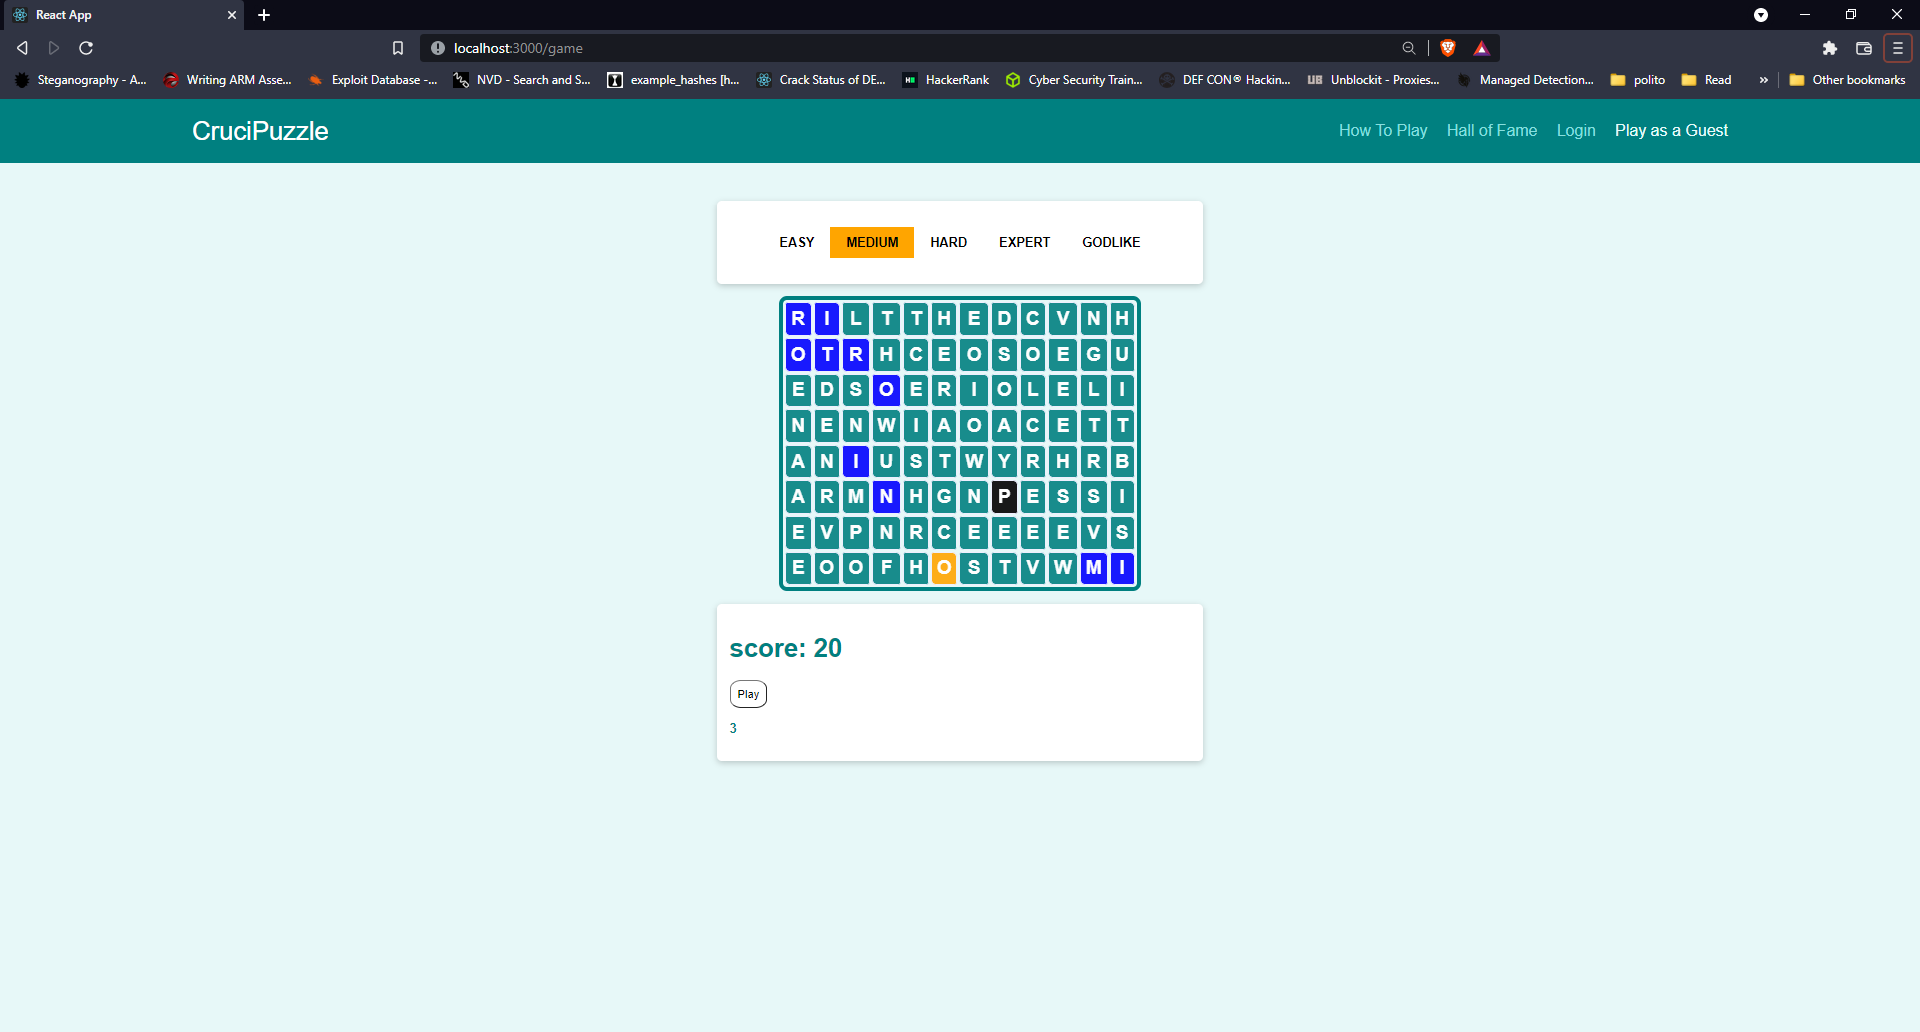 React App
localhost:3000/game
Steganography - A... Writing ARM Asse... Exploit Database -... NVD - Search and S... example_hashes [h... Crack Status of DE... HackerRank Cyber Security Train... DEF CON® Hackin... UB Unblockit - Proxies... Managed Detection... polito Read » Other bookmarks
CruciPuzzle How To Play Hall of Fame Login Play as a Guest
EASY MEDIUM HARD EXPERT GODLIKE
R I L T T H E D C V N H
O T R H C E O S O E G U
E D S O E R I O L E L I
N E N W I A O A C E T T
A N I U S T W Y R H R B
A R M N H G N P E S S I
E V P N R C E E E E V S
E O O F H O S T V W M I
score: 20
Play
3